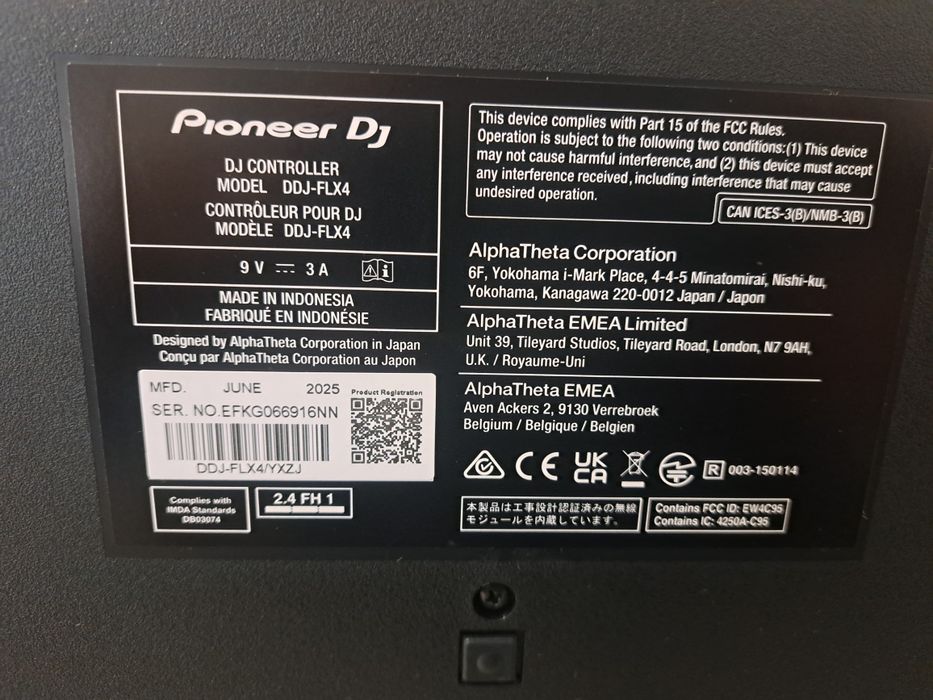 Pioneer Dj
DJ CONTROLLER
MODEL DDJ-FLX4
CONTRÔLEUR POUR DJ
MODÈLE DDJ-FLX4
9 V ⎓ 3 A
MADE IN INDONESIA
FABRIQUÉ EN INDONÉSIE
Designed by AlphaTheta Corporation in Japan
Conçu par AlphaTheta Corporation au Japon
MFD. JUNE 2025
Product Registration
SER. NO.EFKG066916NN
DDJ-FLX4/YXZJ
Complies with
IMDA Standards
DB03074
2.4 FH 1
This device complies with Part 15 of the FCC Rules.
Operation is subject to the following two conditions:(1) This device
may not cause harmful interference, and (2) this device must accept
any interference received, including interference that may cause
undesired operation.
CAN ICES-3(B)/NMB-3(B)
AlphaTheta Corporation
6F, Yokohama i-Mark Place, 4-4-5 Minatomirai, Nishi-ku,
Yokohama, Kanagawa 220-0012 Japan / Japon
AlphaTheta EMEA Limited
Unit 39, Tileyard Studios, Tileyard Road, London, N7 9AH,
U.K. / Royaume-Uni
AlphaTheta EMEA
Aven Ackers 2, 9130 Verrebroek
Belgium / Belgique / Belgien
CE UK CA R 003-150114
本製品は工事設計認証済みの無線
モジュールを内蔵しています。
Contains FCC ID: EW4C95
Contains IC: 4250A-C95